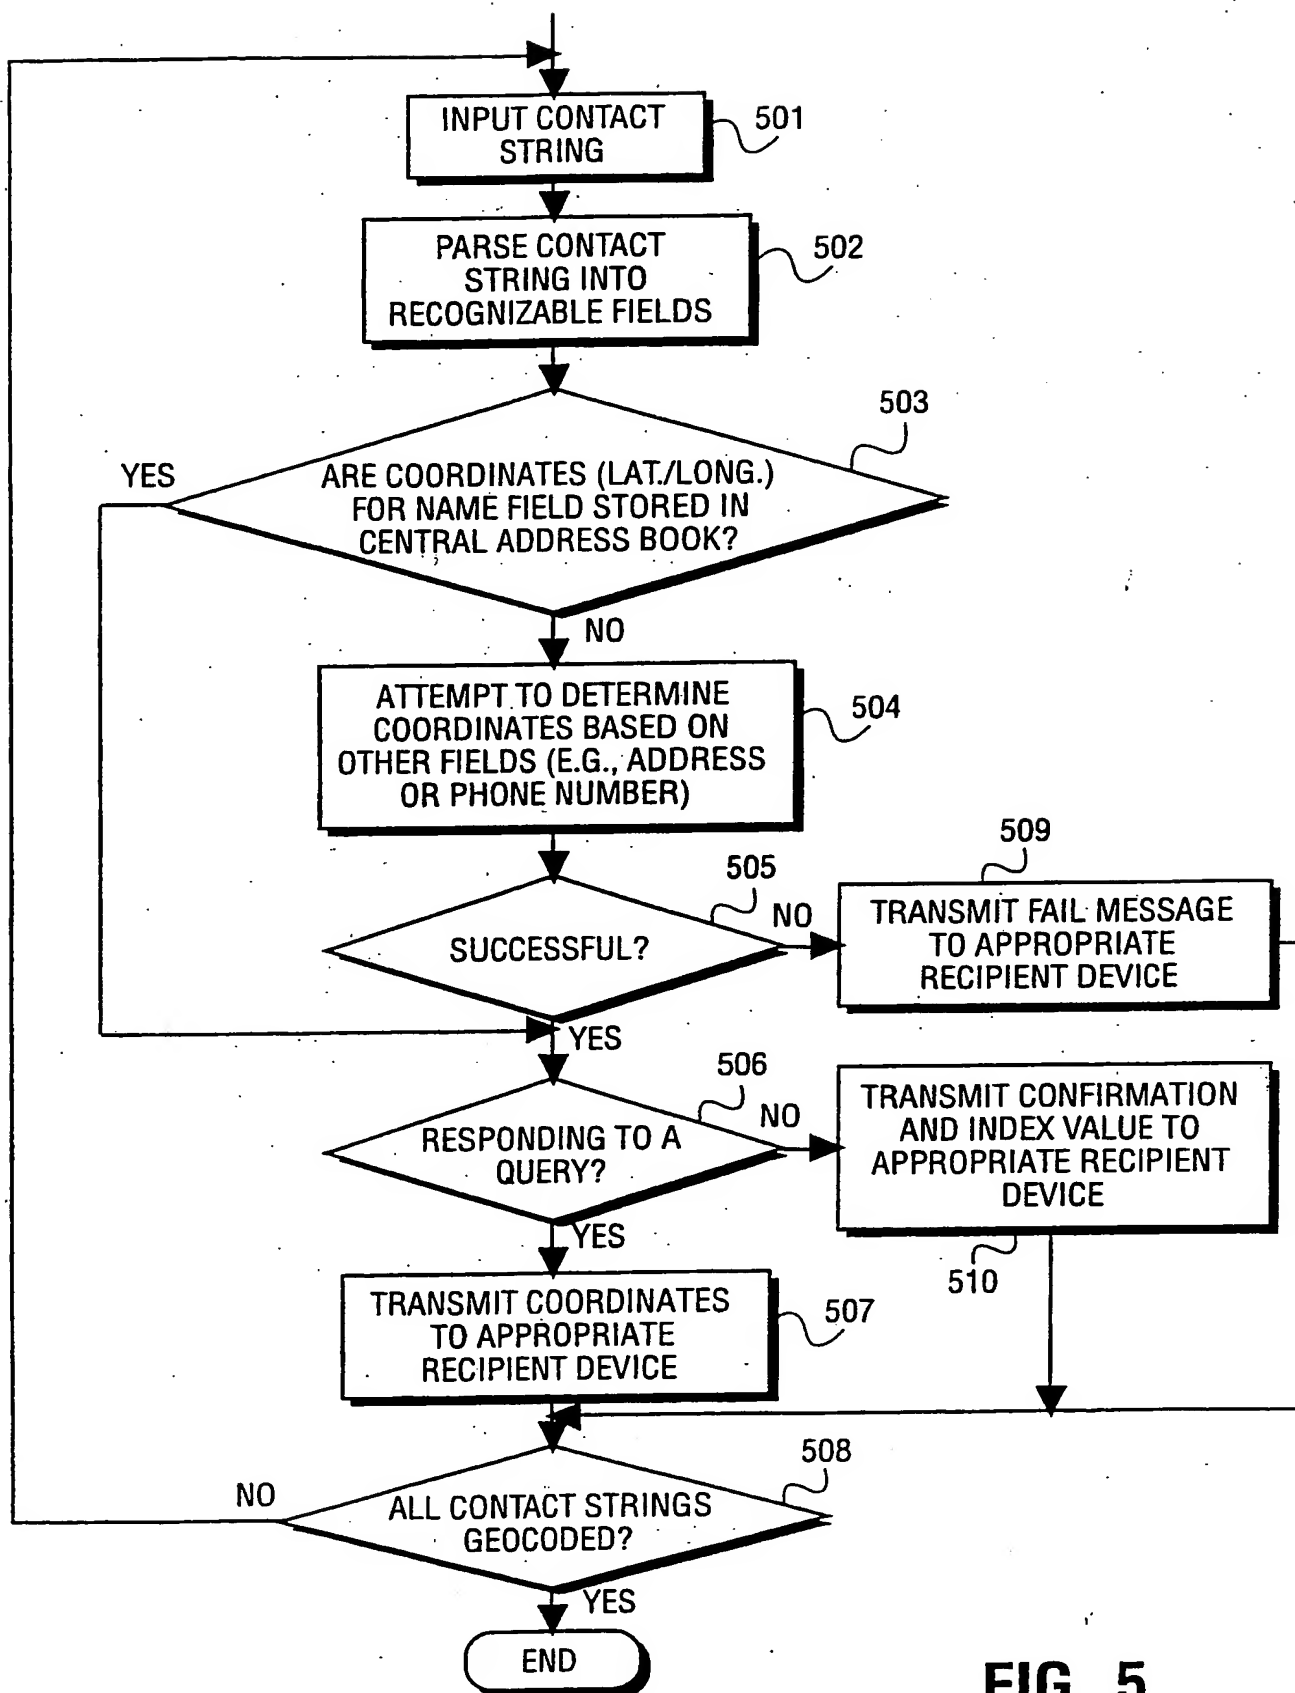 INPUT CONTACT
STRING
501
PARSE CONTACT
STRING INTO
RECOGNIZABLE FIELDS
502
503
YES
ARE COORDINATES (LAT./LONG.)
FOR NAME FIELD STORED IN
CENTRAL ADDRESS BOOK?
NO
ATTEMPT TO DETERMINE
COORDINATES BASED ON
OTHER FIELDS (E.G., ADDRESS
OR PHONE NUMBER)
504
505
SUCCESSFUL?
NO
509
TRANSMIT FAIL MESSAGE
TO APPROPRIATE
RECIPIENT DEVICE
YES
506
RESPONDING TO A
QUERY?
NO
TRANSMIT CONFIRMATION
AND INDEX VALUE TO
APPROPRIATE RECIPIENT
DEVICE
510
YES
TRANSMIT COORDINATES
TO APPROPRIATE
RECIPIENT DEVICE
507
508
NO
ALL CONTACT STRINGS
GEOCODED?
YES
END
FIG. 5